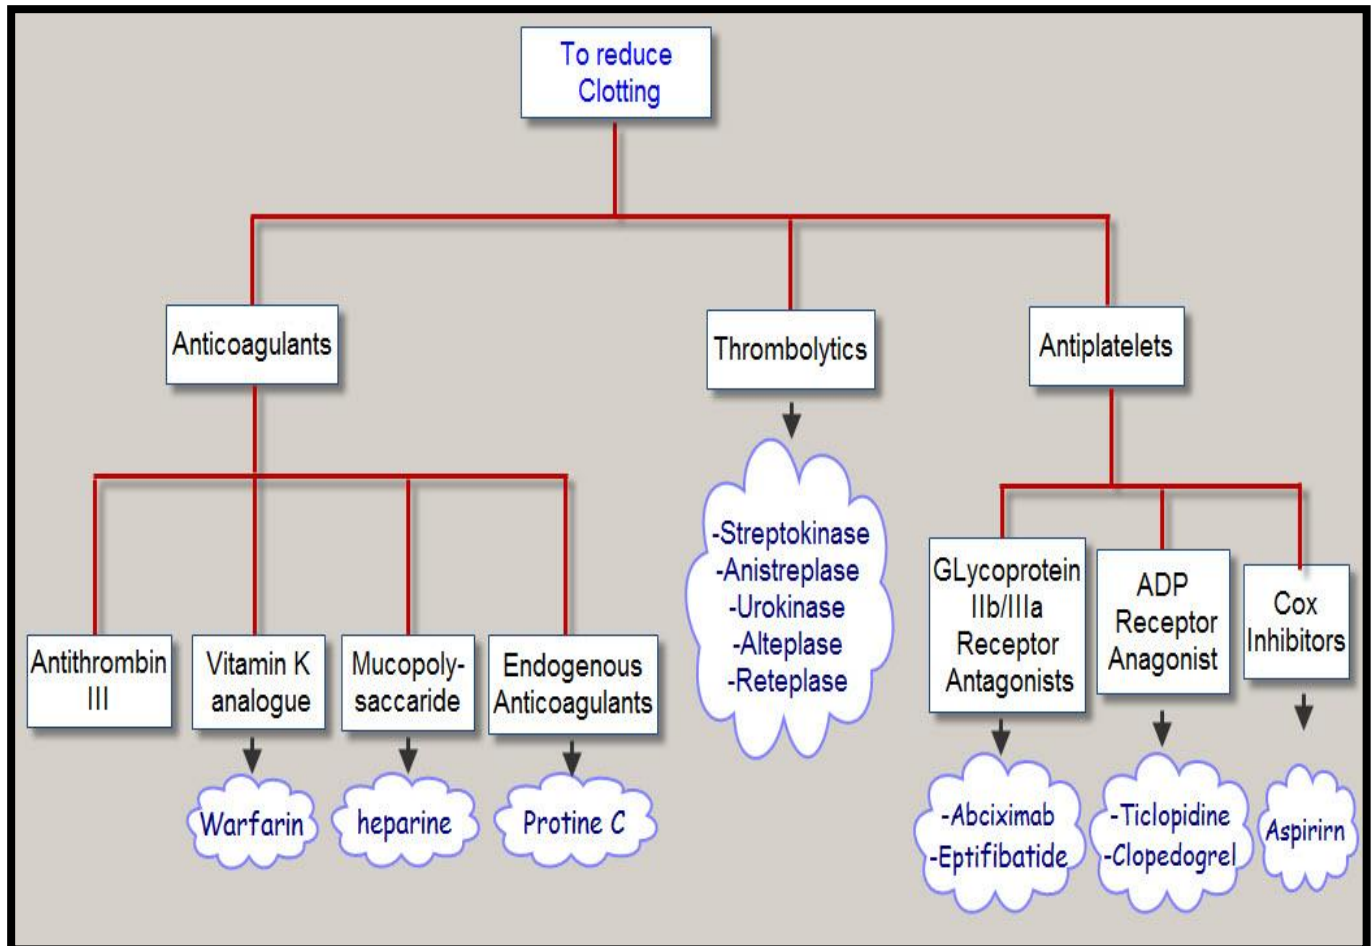 To reduce
Clotting
Anticoagulants
Thrombolytics
Antiplatelets
Antithrombin
III
Vitamin K
analogue
Mucopoly-
saccaride
Endogenous
Anticoagulants
Warfarin
heparine
Protine C
-Streptokinase
-Anistreplase
-Urokinase
-Alteplase
-Reteplase
GLycoprotein
IIb/IIIa
Receptor
Antagonists
ADP
Receptor
Anagonist
Cox
Inhibitors
-Abciximab
-Eptifibatide
-Ticlopidine
-Clopedogrel
Aspirirn